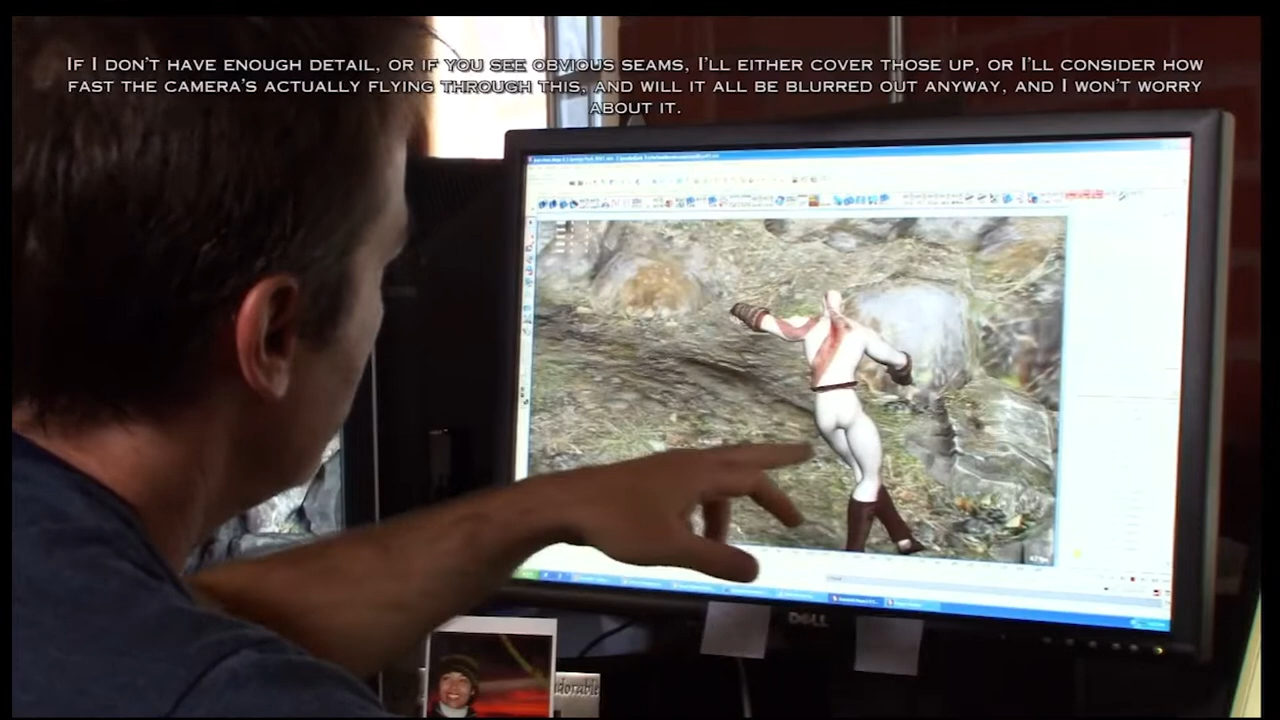 If I don't have enough detail, or if you see obvious seams, I'll either cover those up, or I'll consider how
fast the camera's actually flying through this, and will it all be blurred out anyway, and I won't worry
about it.
DELL
adorable